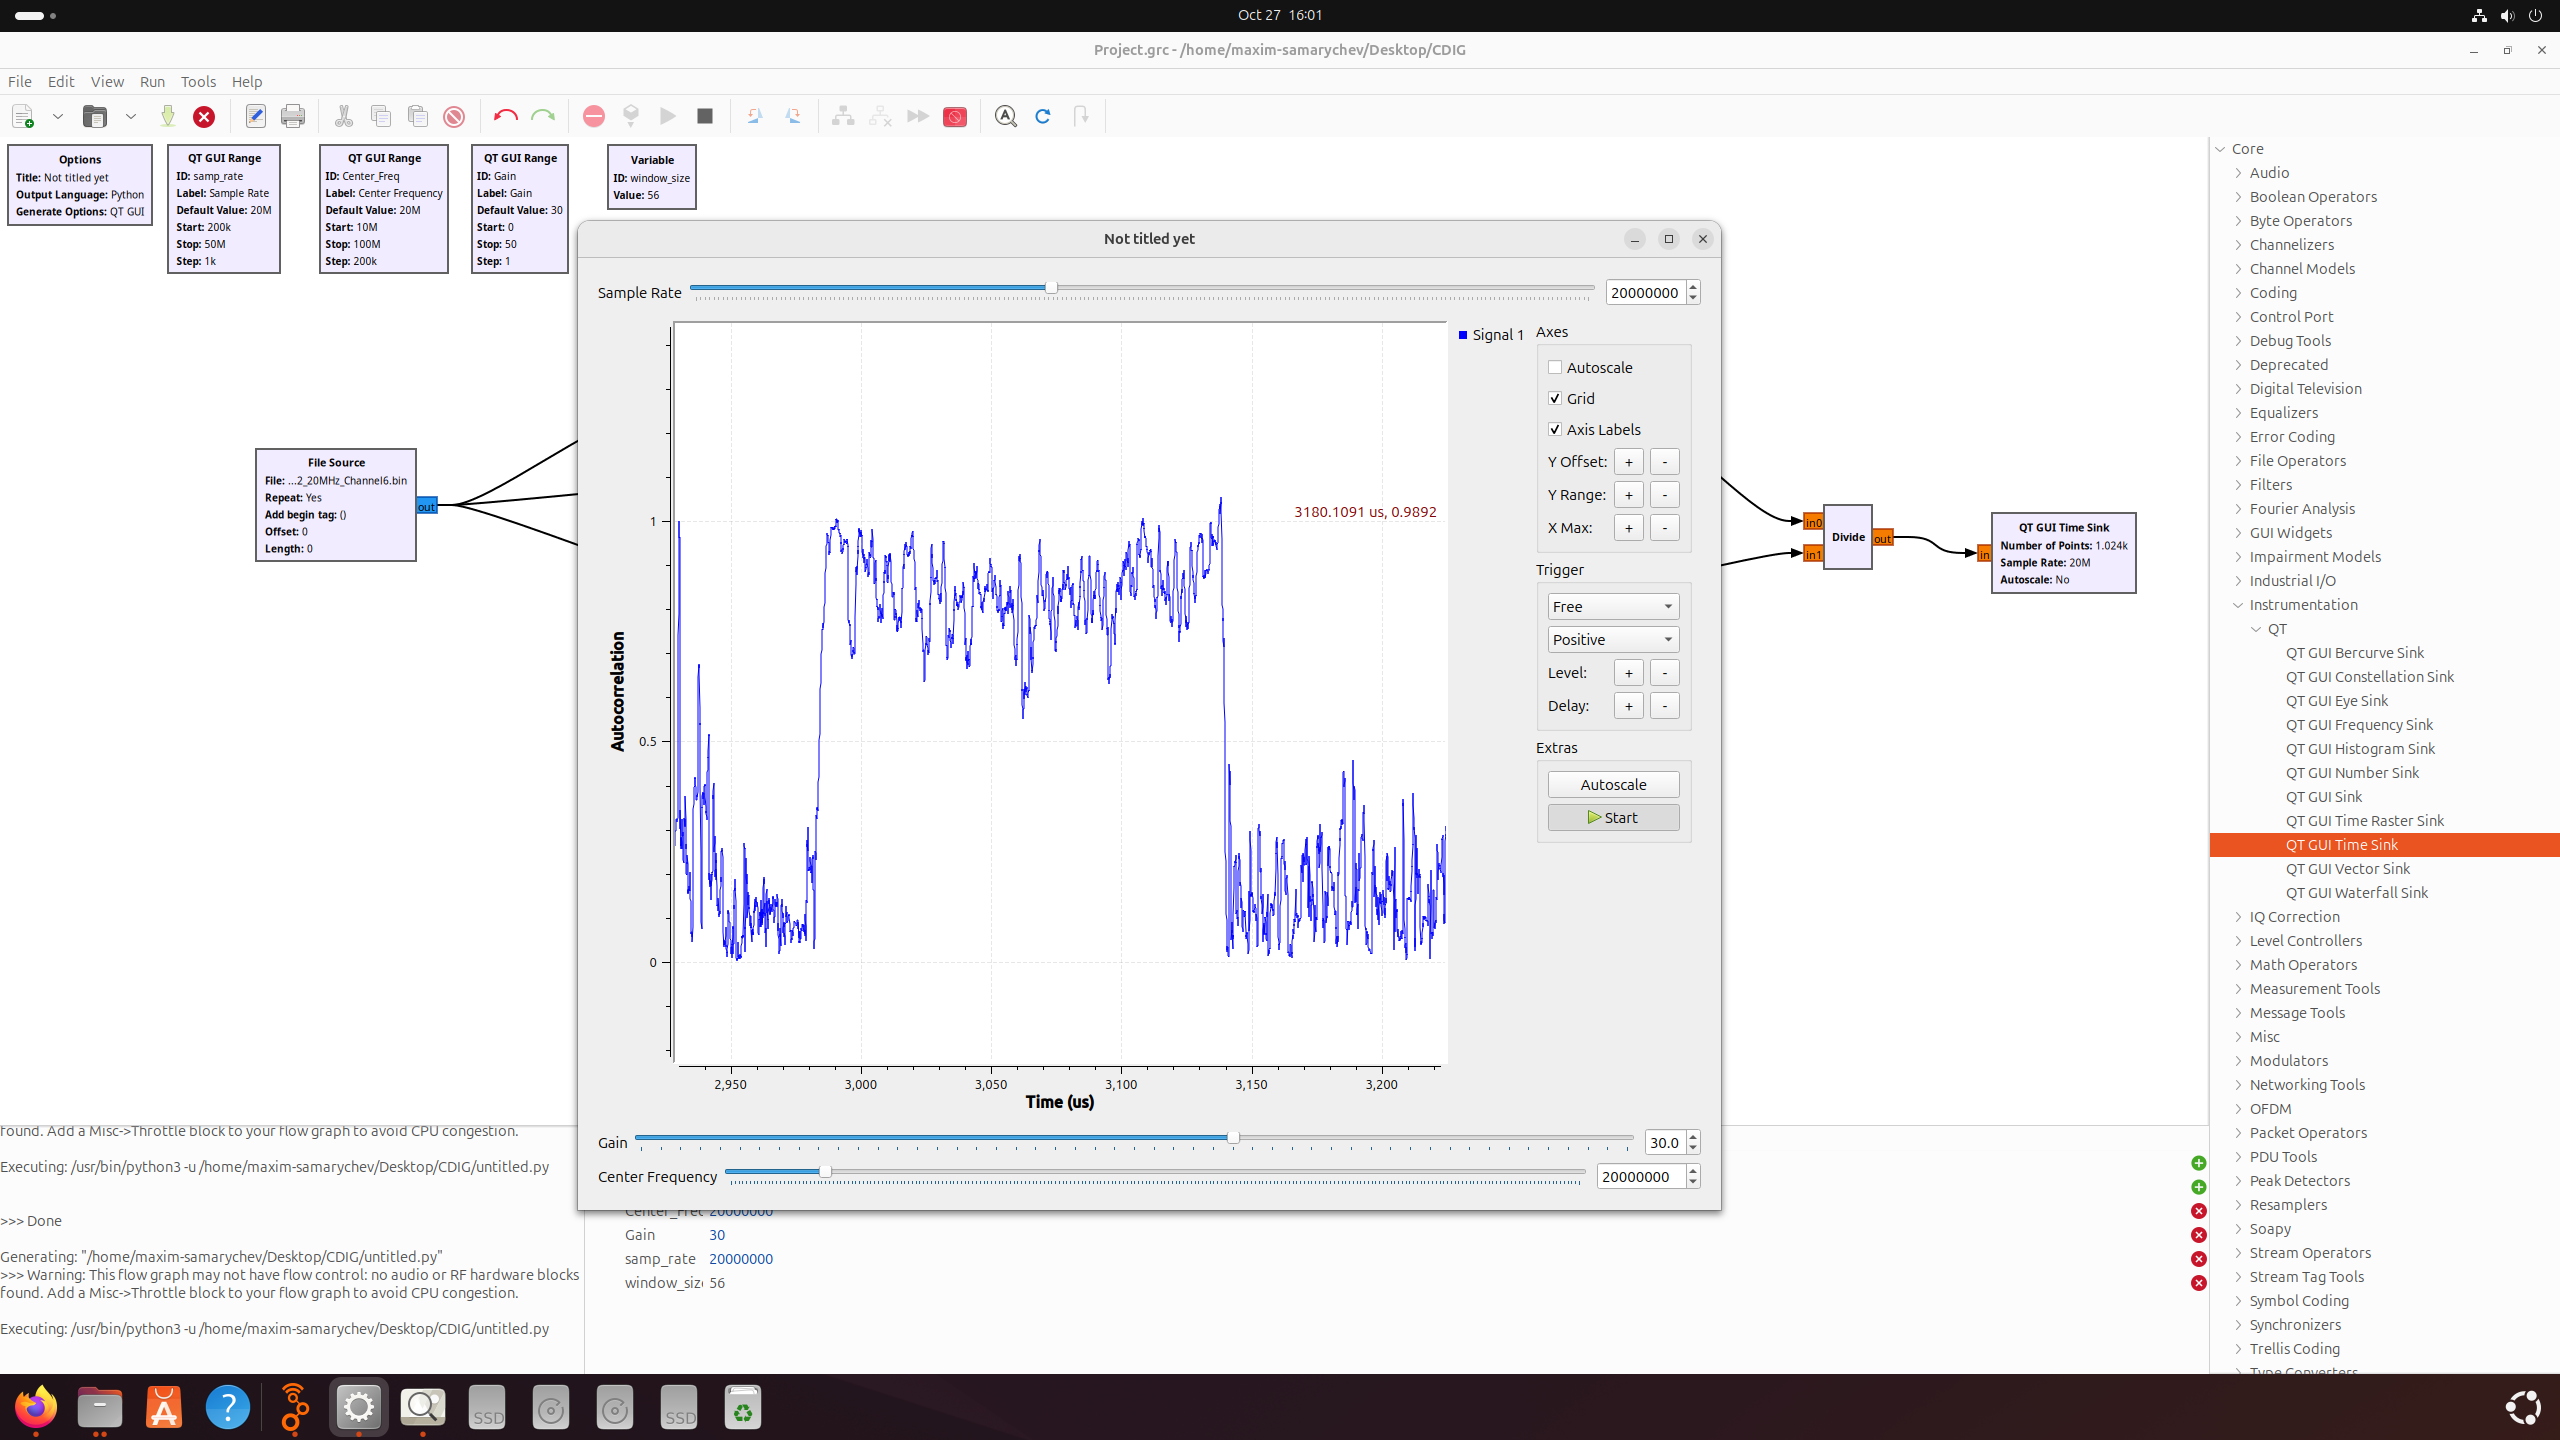 Oct 27 16:01
Project.grc - /home/maxim-samarychev/Desktop/CDIG
File Edit View Run Tools Help
Options
Title: Not titled yet
Output Language: Python
Generate Options: QT GUI
QT GUI Range
ID: samp_rate
Label: Sample Rate
Default Value: 20M
Start: 200k
Stop: 50M
Step: 1k
QT GUI Range
ID: Center_Freq
Label: Center Frequency
Default Value: 20M
Start: 10M
Stop: 100M
Step: 200k
QT GUI Range
ID: Gain
Label: Gain
Default Value: 30
Start: 0
Stop: 50
Step: 1
Variable
ID: window_size
Value: 56
File Source
File: ...2_20MHz_Channel6.bin
Repeat: Yes
Add begin tag: ()
Offset: 0
Length: 0
out
Not titled yet
Sample Rate
20000000
Signal 1
3180.1091 us, 0.9892
Autocorrelation
1
0.5
0
2,950
3,000
3,050
3,100
3,150
3,200
Time (us)
Axes
Autoscale
Grid
Axis Labels
Y Offset: + -
Y Range: + -
X Max: + -
Trigger
Free
Positive
Level: + -
Delay: + -
Extras
Autoscale
Start
Gain
30.0
Center Frequency
20000000
in0
in1
Divide
out
in
QT GUI Time Sink
Number of Points: 1.024k
Sample Rate: 20M
Autoscale: No
Core
Audio
Boolean Operators
Byte Operators
Channelizers
Channel Models
Coding
Control Port
Debug Tools
Deprecated
Digital Television
Equalizers
Error Coding
File Operators
Filters
Fourier Analysis
GUI Widgets
Impairment Models
Industrial I/O
Instrumentation
QT
QT GUI Bercurve Sink
QT GUI Constellation Sink
QT GUI Eye Sink
QT GUI Frequency Sink
QT GUI Histogram Sink
QT GUI Number Sink
QT GUI Sink
QT GUI Time Raster Sink
QT GUI Time Sink
QT GUI Vector Sink
QT GUI Waterfall Sink
IQ Correction
Level Controllers
Math Operators
Measurement Tools
Message Tools
Misc
Modulators
Networking Tools
OFDM
Packet Operators
PDU Tools
Peak Detectors
Resamplers
Soapy
Stream Operators
Stream Tag Tools
Symbol Coding
Synchronizers
Trellis Coding
Type Converters
found. Add a Misc->Throttle block to your flow graph to avoid CPU congestion.
Executing: /usr/bin/python3 -u /home/maxim-samarychev/Desktop/CDIG/untitled.py
>>> Done
Generating: "/home/maxim-samarychev/Desktop/CDIG/untitled.py"
>>> Warning: This flow graph may not have flow control: no audio or RF hardware blocks
found. Add a Misc->Throttle block to your flow graph to avoid CPU congestion.
Executing: /usr/bin/python3 -u /home/maxim-samarychev/Desktop/CDIG/untitled.py
Center_Frec 20000000
Gain 30
samp_rate 20000000
window_size 56
SSD
SSD